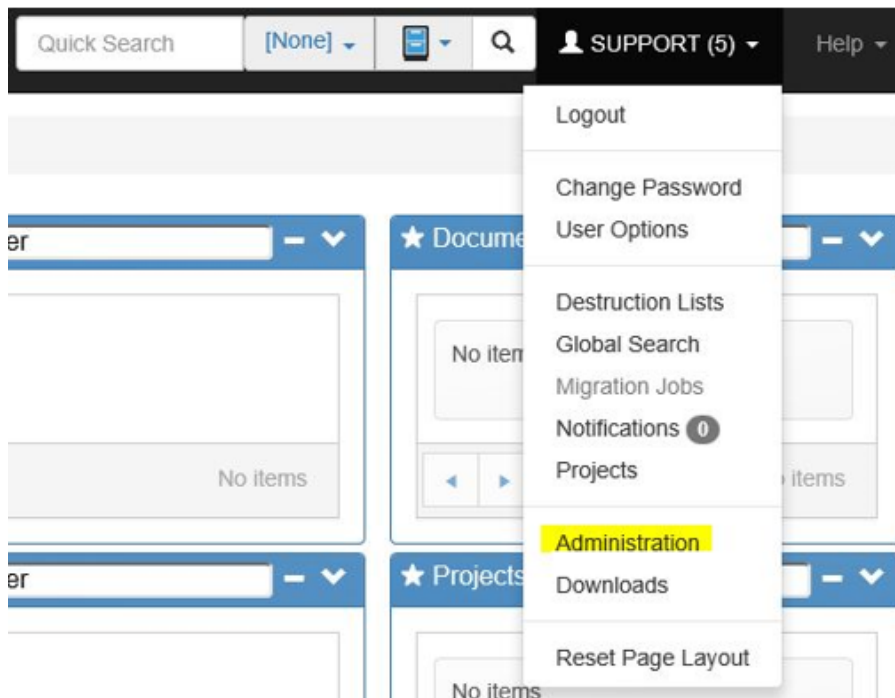 Quick Search [None] SUPPORT (5) Help
Logout
Change Password
er Docume User Options
Destruction Lists
No item Global Search
Migration Jobs
Notifications 0
No items Projects items
Administration
er Projects Downloads
Reset Page Layout
No items